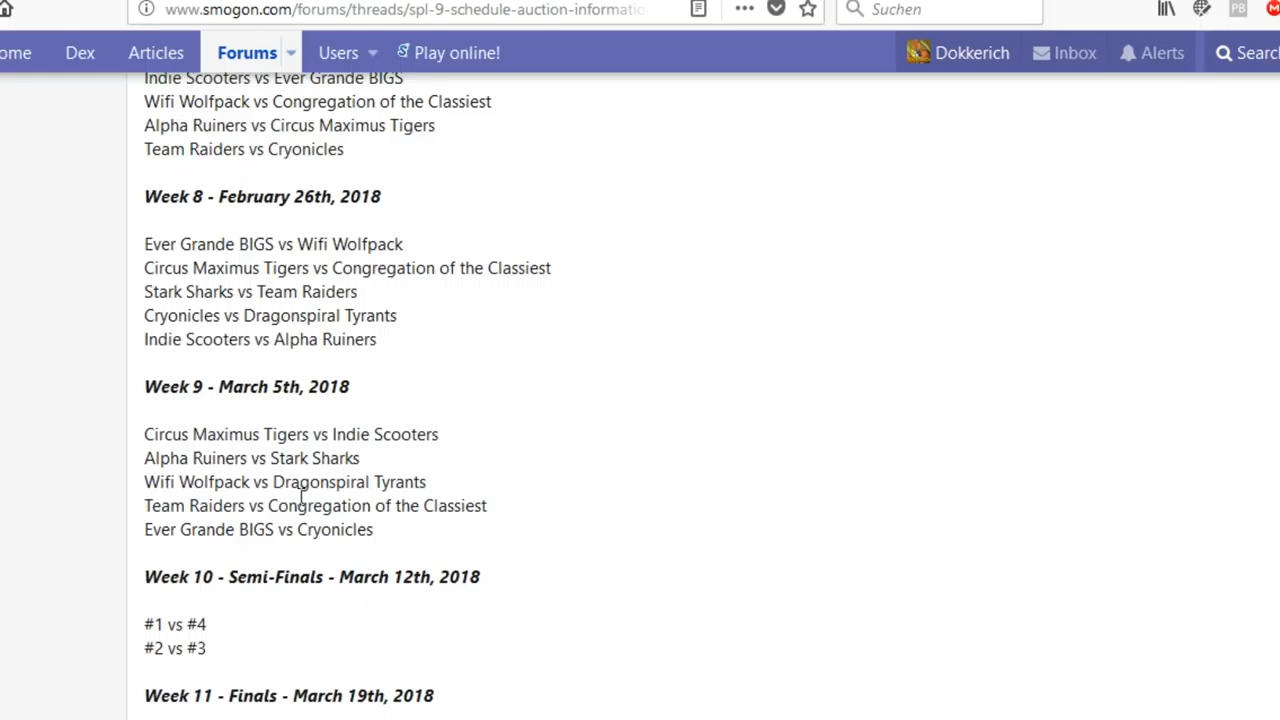 www.smogon.com/forums/threads/spl-9-schedule-auction-informatio
Suchen
PB
ome Dex Articles Forums Users Play online! Dokkerich Inbox Alerts Searc
Indie Scooters vs Ever Grande BIGS
Wifi Wolfpack vs Congregation of the Classiest
Alpha Ruiners vs Circus Maximus Tigers
Team Raiders vs Cryonicles
Week 8 - February 26th, 2018
Ever Grande BIGS vs Wifi Wolfpack
Circus Maximus Tigers vs Congregation of the Classiest
Stark Sharks vs Team Raiders
Cryonicles vs Dragonspiral Tyrants
Indie Scooters vs Alpha Ruiners
Week 9 - March 5th, 2018
Circus Maximus Tigers vs Indie Scooters
Alpha Ruiners vs Stark Sharks
Wifi Wolfpack vs Dragonspiral Tyrants
Team Raiders vs Congregation of the Classiest
Ever Grande BIGS vs Cryonicles
Week 10 - Semi-Finals - March 12th, 2018
#1 vs #4
#2 vs #3
Week 11 - Finals - March 19th, 2018